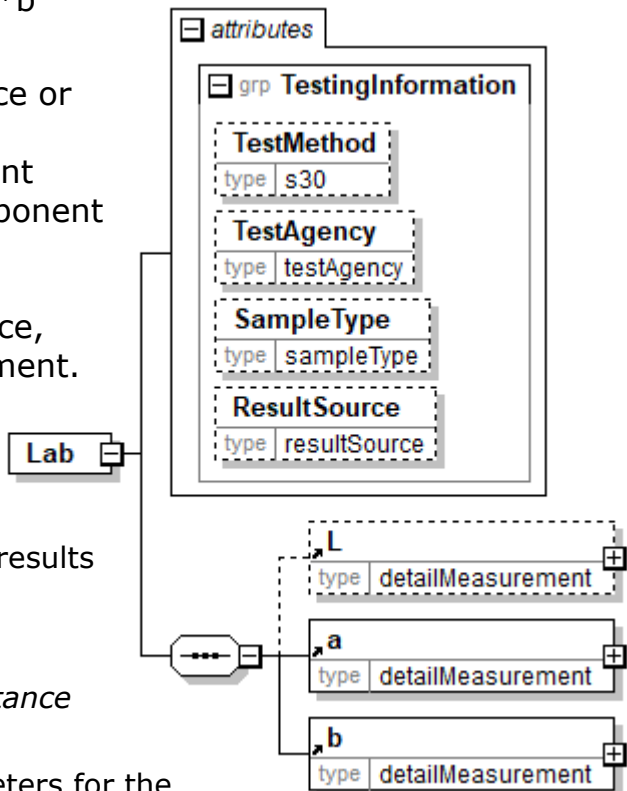 b
ce or
nt
ponent
ce,
ment.
results
tance
eters for the
attributes
grp TestingInformation
TestMethod
type s30
TestAgency
type testAgency
SampleType
type sampleType
ResultSource
type resultSource
Lab
L
type detailMeasurement
a
type detailMeasurement
b
type detailMeasurement